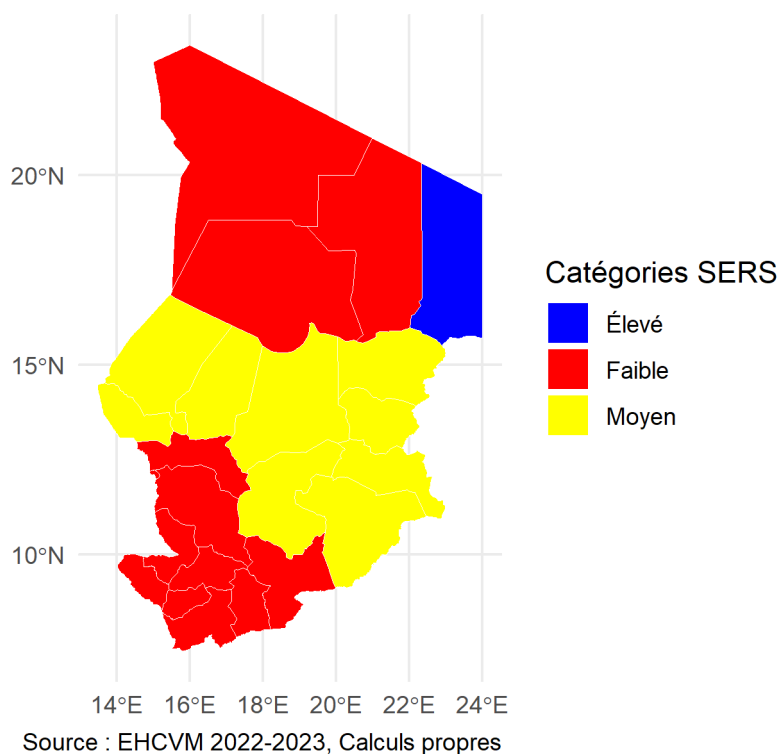 20°N
15°N
10°N
14°E 16°E 18°E 20°E 22°E 24°E
Catégories SERS
Élevé
Faible
Moyen
Source : EHCVM 2022-2023, Calculs propres